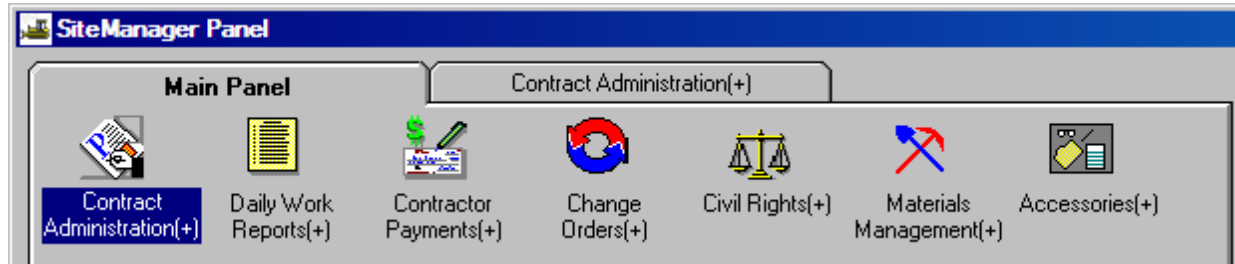 SiteManager Panel
Main Panel
Contract Administration(+)
Contract
Administration(+)
Daily Work
Reports(+)
Contractor
Payments(+)
Change
Orders(+)
Civil Rights(+)
Materials
Management(+)
Accessories(+)